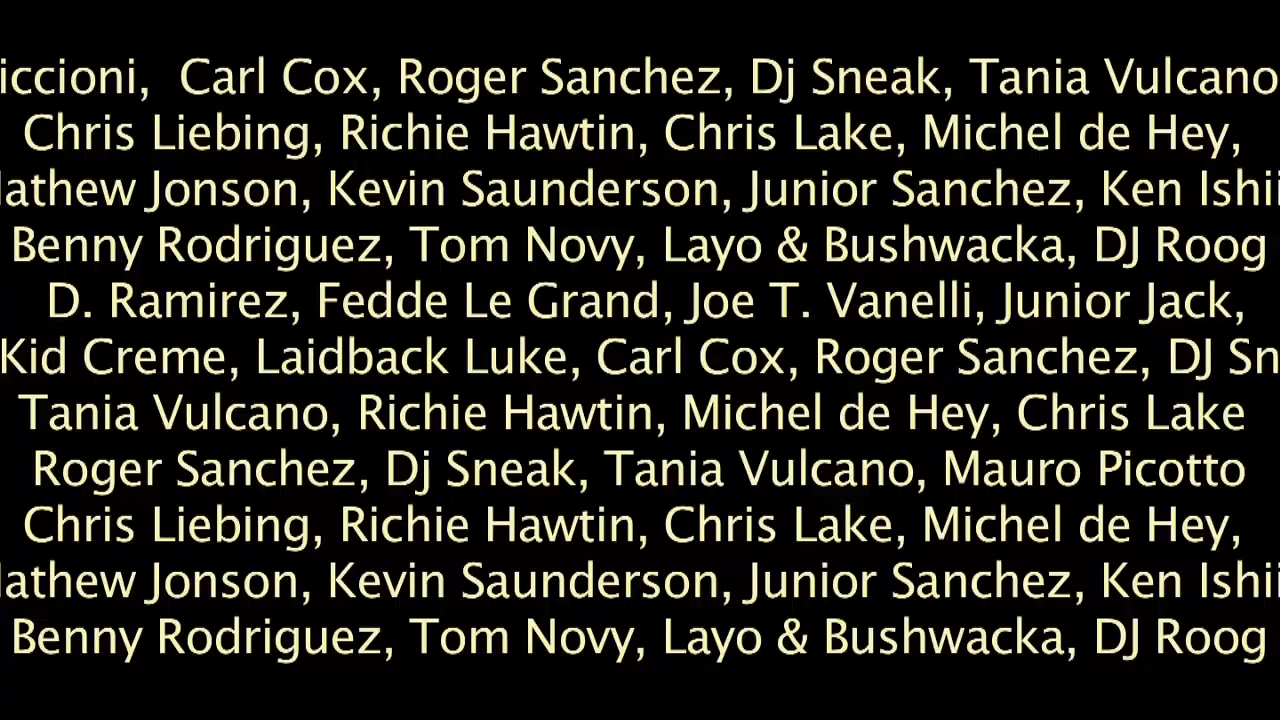 iccioni, Carl Cox, Roger Sanchez, Dj Sneak, Tania Vulcano
Chris Liebing, Richie Hawtin, Chris Lake, Michel de Hey,
athew Jonson, Kevin Saunderson, Junior Sanchez, Ken Ishii
Benny Rodriguez, Tom Novy, Layo & Bushwacka, DJ Roog
D. Ramirez, Fedde Le Grand, Joe T. Vanelli, Junior Jack,
Kid Creme, Laidback Luke, Carl Cox, Roger Sanchez, DJ Sn
Tania Vulcano, Richie Hawtin, Michel de Hey, Chris Lake
Roger Sanchez, Dj Sneak, Tania Vulcano, Mauro Picotto
Chris Liebing, Richie Hawtin, Chris Lake, Michel de Hey,
athew Jonson, Kevin Saunderson, Junior Sanchez, Ken Ishii
Benny Rodriguez, Tom Novy, Layo & Bushwacka, DJ Roog